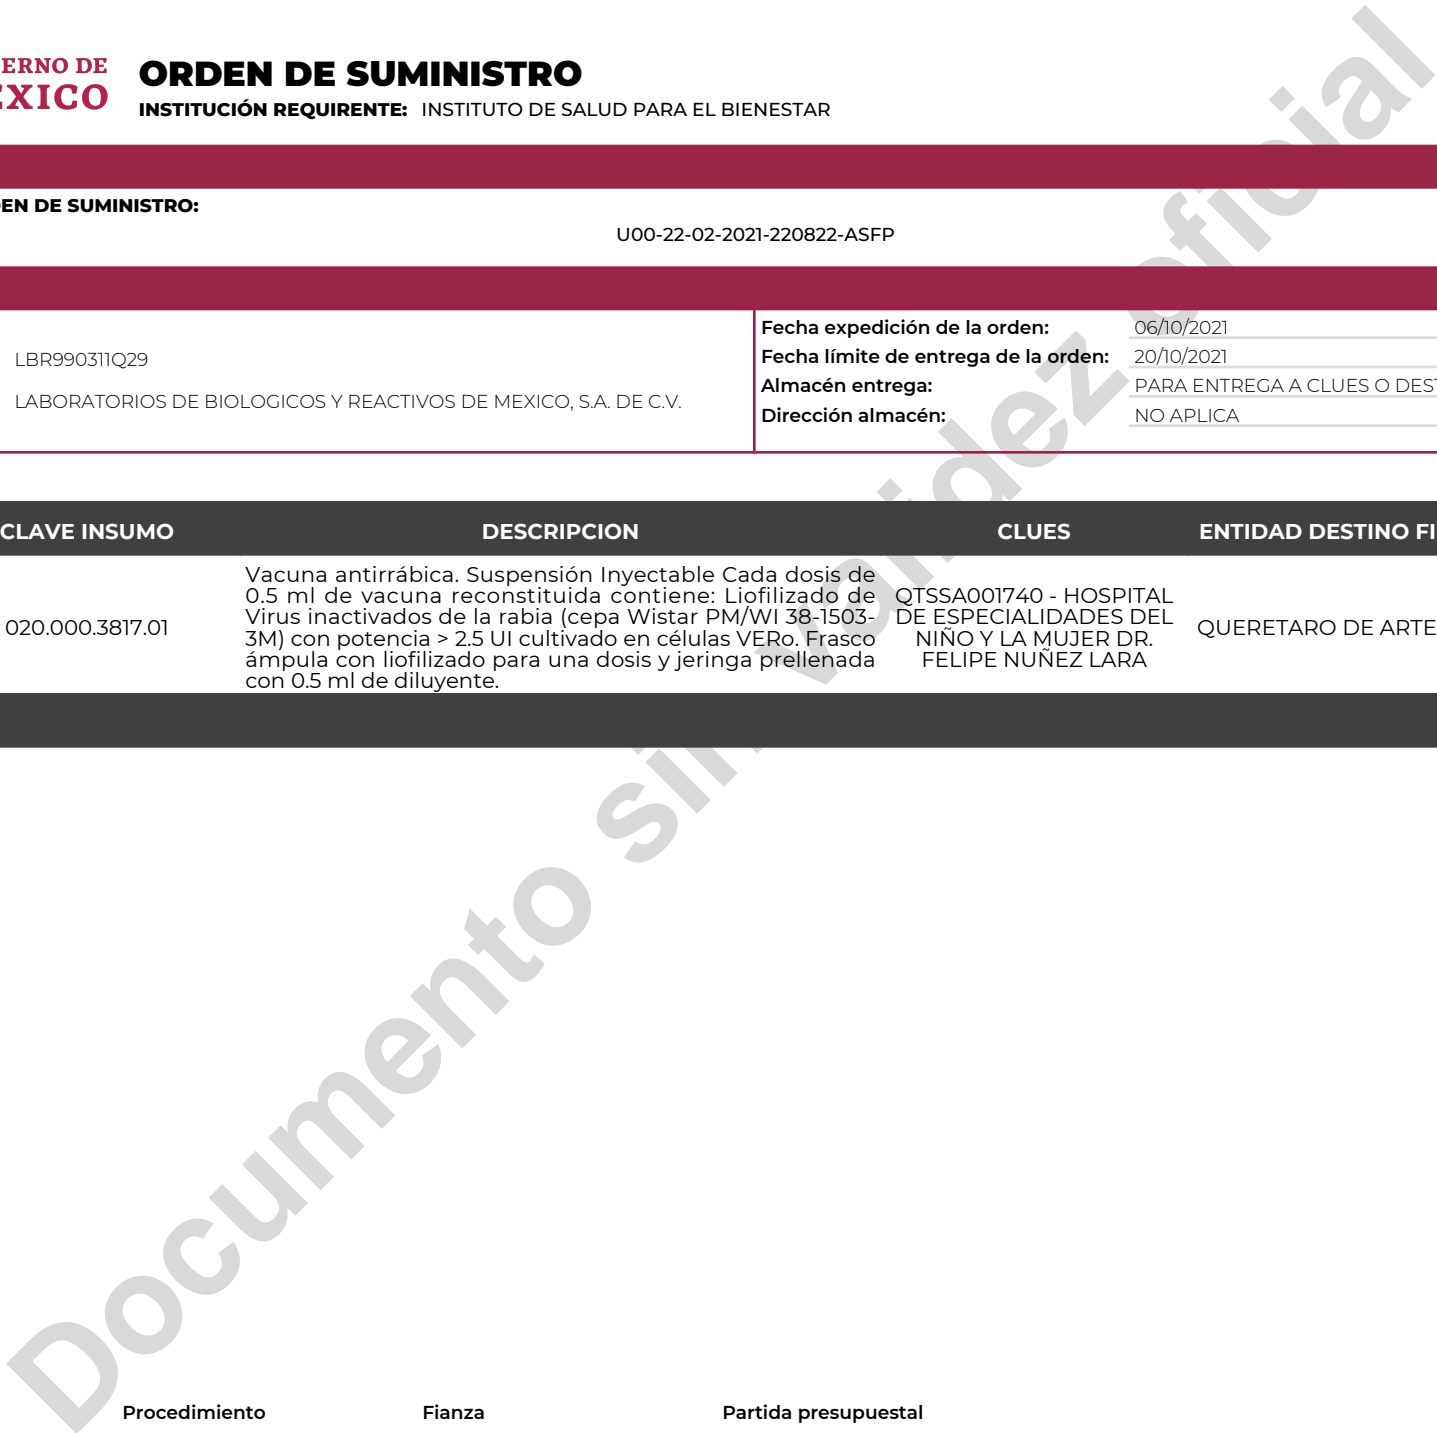 ERNO DE
EXICO
ORDEN DE SUMINISTRO
INSTITUCIÓN REQUIRENTE: INSTITUTO DE SALUD PARA EL BIENESTAR
EN DE SUMINISTRO:
U00-22-02-2021-220822-ASFP
LBR990311Q29
LABORATORIOS DE BIOLOGICOS Y REACTIVOS DE MEXICO, S.A. DE C.V.
Fecha expedición de la orden: 06/10/2021
Fecha límite de entrega de la orden: 20/10/2021
Almacén entrega: PARA ENTREGA A CLUES O DEST
Dirección almacén: NO APLICA
CLAVE INSUMO DESCRIPCION CLUES ENTIDAD DESTINO FI
020.000.3817.01
Vacuna antirrábica. Suspensión Inyectable Cada dosis de
0.5 ml de vacuna reconstituida contiene: Liofilizado de
Virus inactivados de la rabia (cepa Wistar PM/WI 38-1503-
3M) con potencia > 2.5 UI cultivado en células VERo. Frasco
ámpula con liofilizado para una dosis y jeringa prellenada
con 0.5 ml de diluyente.
QTSSA001740 - HOSPITAL
DE ESPECIALIDADES DEL
NIÑO Y LA MUJER DR.
FELIPE NUÑEZ LARA
QUERETARO DE ARTE
Documento sin validez oficial
Procedimiento Fianza Partida presupuestal